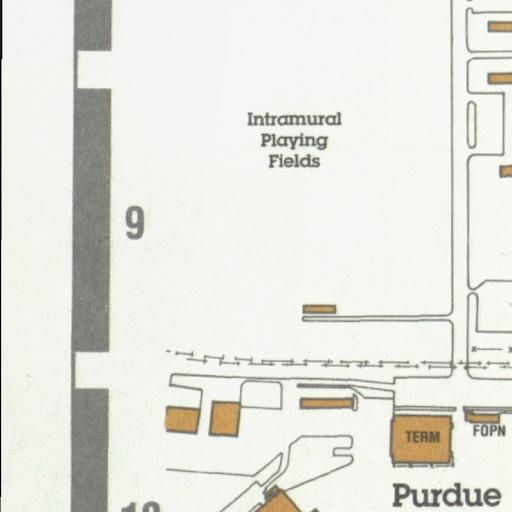 Intramural
Playing
Fields
9
TERM
FOPN
Purdue